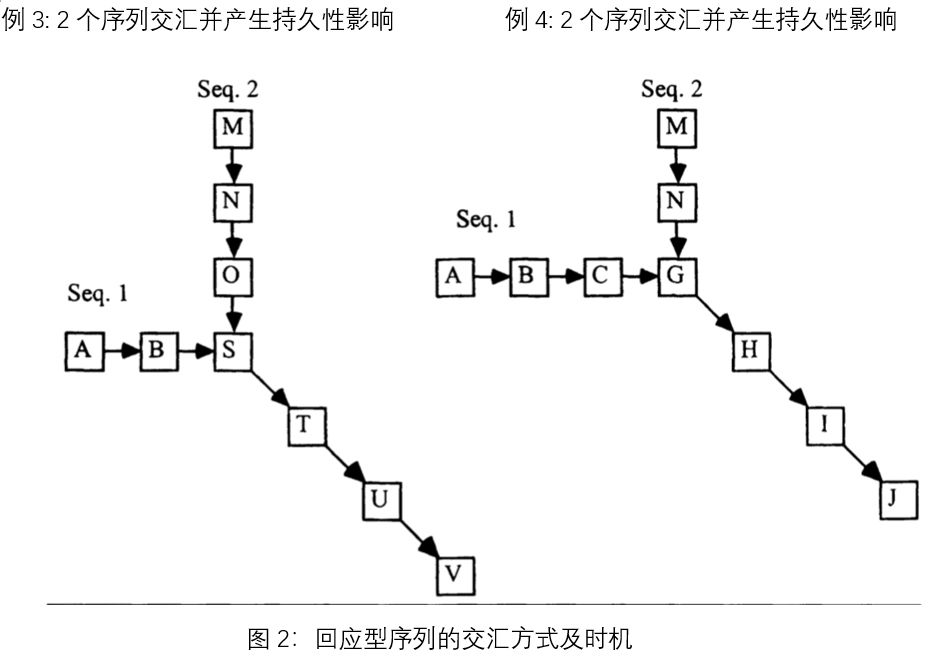 例 3: 2 个序列交汇并产生持久性影响
例 4: 2 个序列交汇并产生持久性影响
Seq. 2
M
N
O
Seq. 1
A B S
T
U
V
Seq. 2
M
N
Seq. 1
A B C G
H
I
J
图 2: 回应型序列的交汇方式及时机